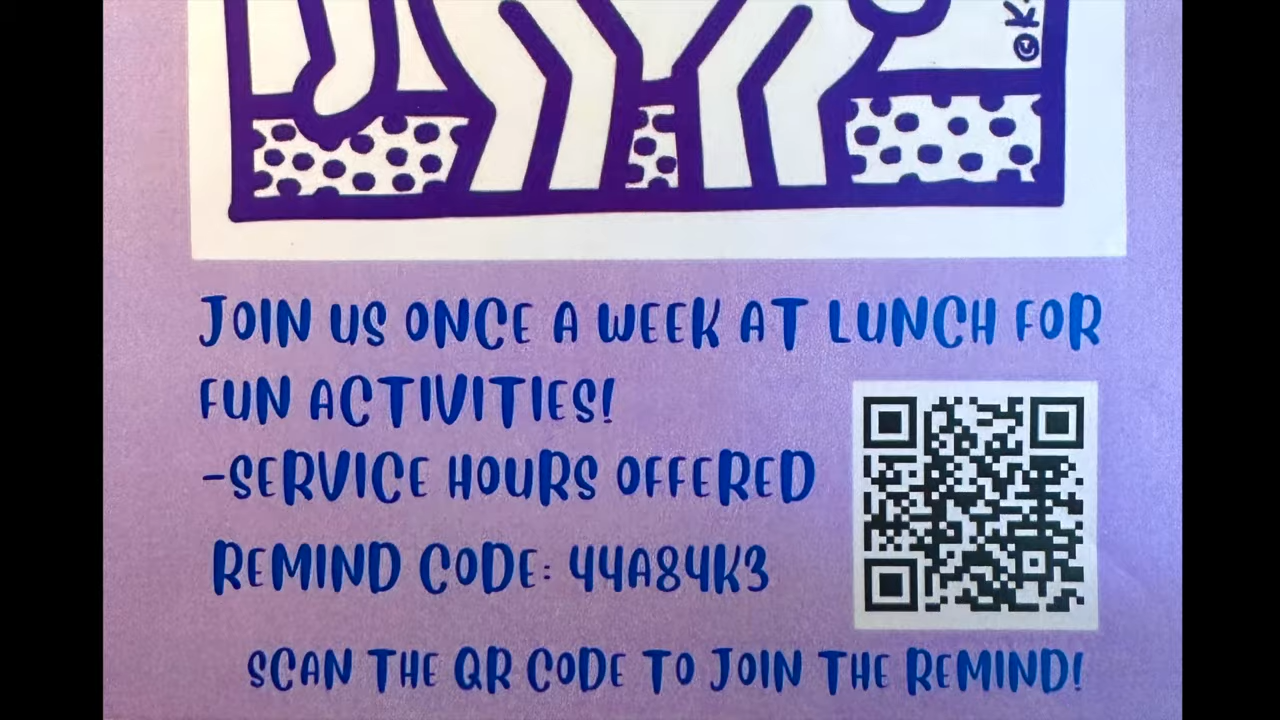 ©K
JOIN US ONCE A WEEK AT LUNCH FOR
FUN ACTIVITIES!
-SERVICE HOURS OFFERED
REMIND CODE: 44A84K3
SCAN THE QR CODE TO JOIN THE REMIND!